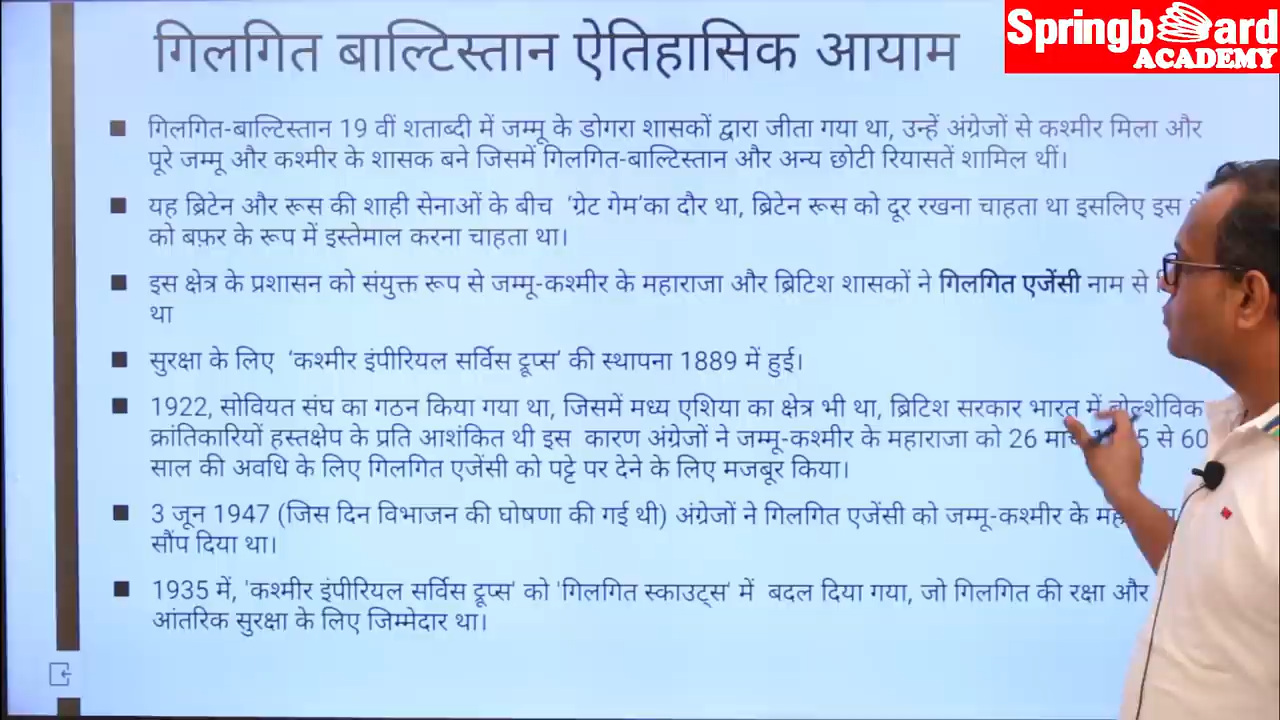 Springboard
ACADEMY
गिलगित बाल्टिस्तान ऐतिहासिक आयाम
■ गिलगित-बाल्टिस्तान 19 वीं शताब्दी में जम्मू के डोगरा शासकों द्वारा जीता गया था, उन्हें अंग्रेजों से कश्मीर मिला और
पूरे जम्मू और कश्मीर के शासक बने जिसमें गिलगित-बाल्टिस्तान और अन्य छोटी रियासतें शामिल थीं।
■ यह ब्रिटेन और रूस की शाही सेनाओं के बीच 'ग्रेट गेम'का दौर था, ब्रिटेन रूस को दूर रखना चाहता था इसलिए इस
को बफ़र के रूप में इस्तेमाल करना चाहता था।
■ इस क्षेत्र के प्रशासन को संयुक्त रूप से जम्मू-कश्मीर के महाराजा और ब्रिटिश शासकों ने गिलगित एजेंसी नाम से
था
■ सुरक्षा के लिए 'कश्मीर इंपीरियल सर्विस ट्रूप्स' की स्थापना 1889 में हुई।
■ 1922, सोवियत संघ का गठन किया गया था, जिसमें मध्य एशिया का क्षेत्र भी था, ब्रिटिश सरकार भारत में बोल्शेविक
क्रांतिकारियों हस्तक्षेप के प्रति आशंकित थी इस कारण अंग्रेजों ने जम्मू-कश्मीर के महाराजा को 26 से 60
साल की अवधि के लिए गिलगित एजेंसी को पट्टे पर देने के लिए मजबूर किया।
■ 3 जून 1947 (जिस दिन विभाजन की घोषणा की गई थी) अंग्रेजों ने गिलगित एजेंसी को जम्मू-कश्मीर के
सौंप दिया था।
■ 1935 में, 'कश्मीर इंपीरियल सर्विस ट्रूप्स' को 'गिलगित स्काउट्स' में बदल दिया गया, जो गिलगित की रक्षा और
आंतरिक सुरक्षा के लिए जिम्मेदार था।